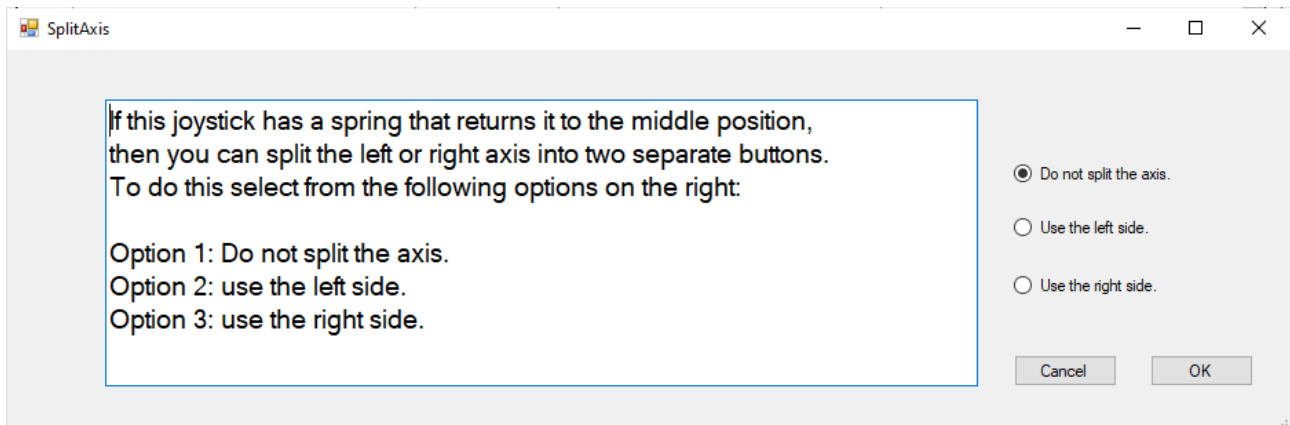 SplitAxis
If this joystick has a spring that returns it to the middle position,
then you can split the left or right axis into two separate buttons.
To do this select from the following options on the right:
Option 1: Do not split the axis.
Option 2: use the left side.
Option 3: use the right side.
Do not split the axis.
Use the left side.
Use the right side.
Cancel
OK